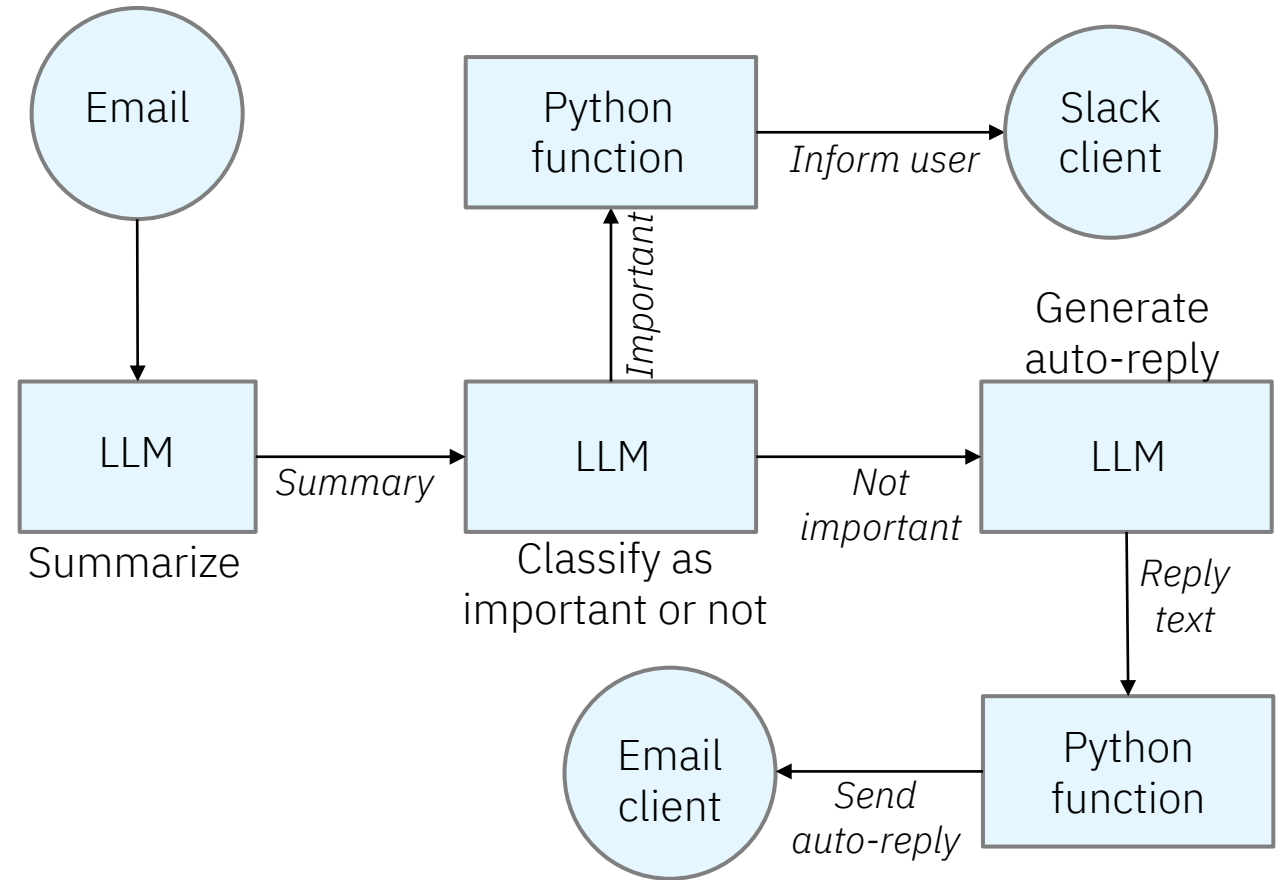 Email
Python
function
Inform user
Slack
client
Important
Generate
auto-reply
LLM
Summary
LLM
Not
important
LLM
Summarize
Classify as
important or not
Reply
text
Email
client
Send
auto-reply
Python
function